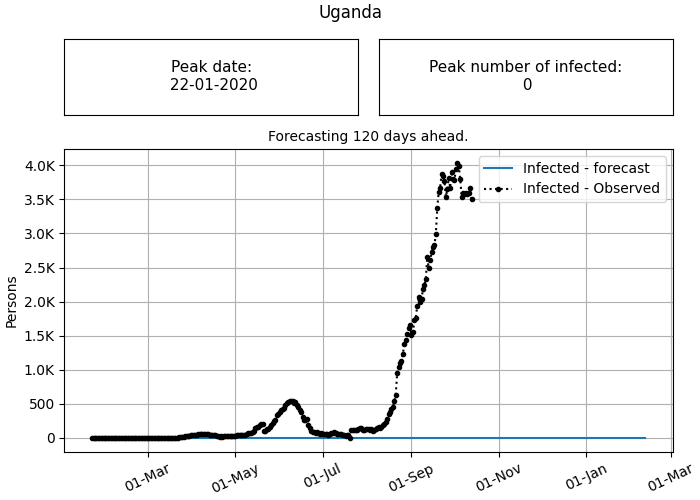 Uganda
Peak date:
22-01-2020
Peak number of infected:
0
Forecasting 120 days ahead.
Infected - forecast
Infected - Observed
4.0K
3.5K
3.0K
2.5K
2.0K
1.5K
1.0K
500
0
Persons
01-Mar
01-May
01-Jul
01-Sep
01-Nov
01-Jan
01-Mar